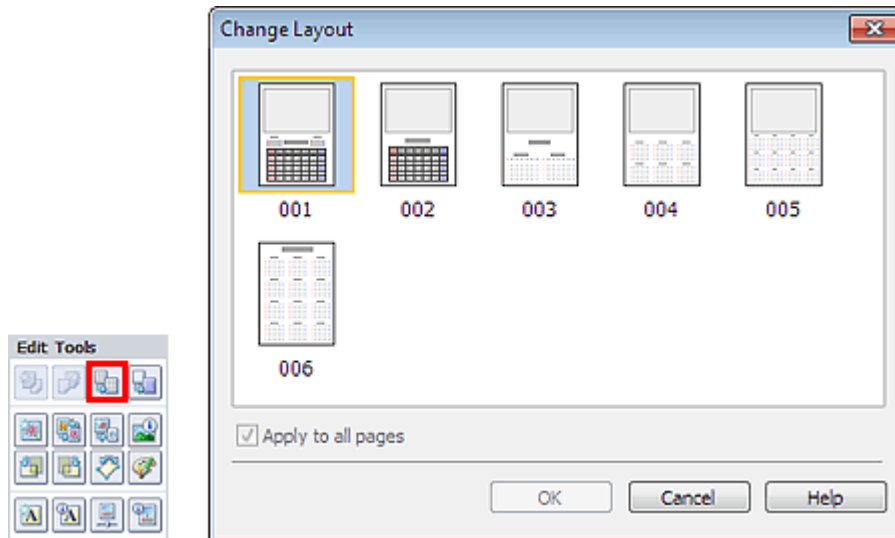 Change Layout
001 002 003 004 005
006
Edit Tools
Apply to all pages
OK Cancel Help
A A